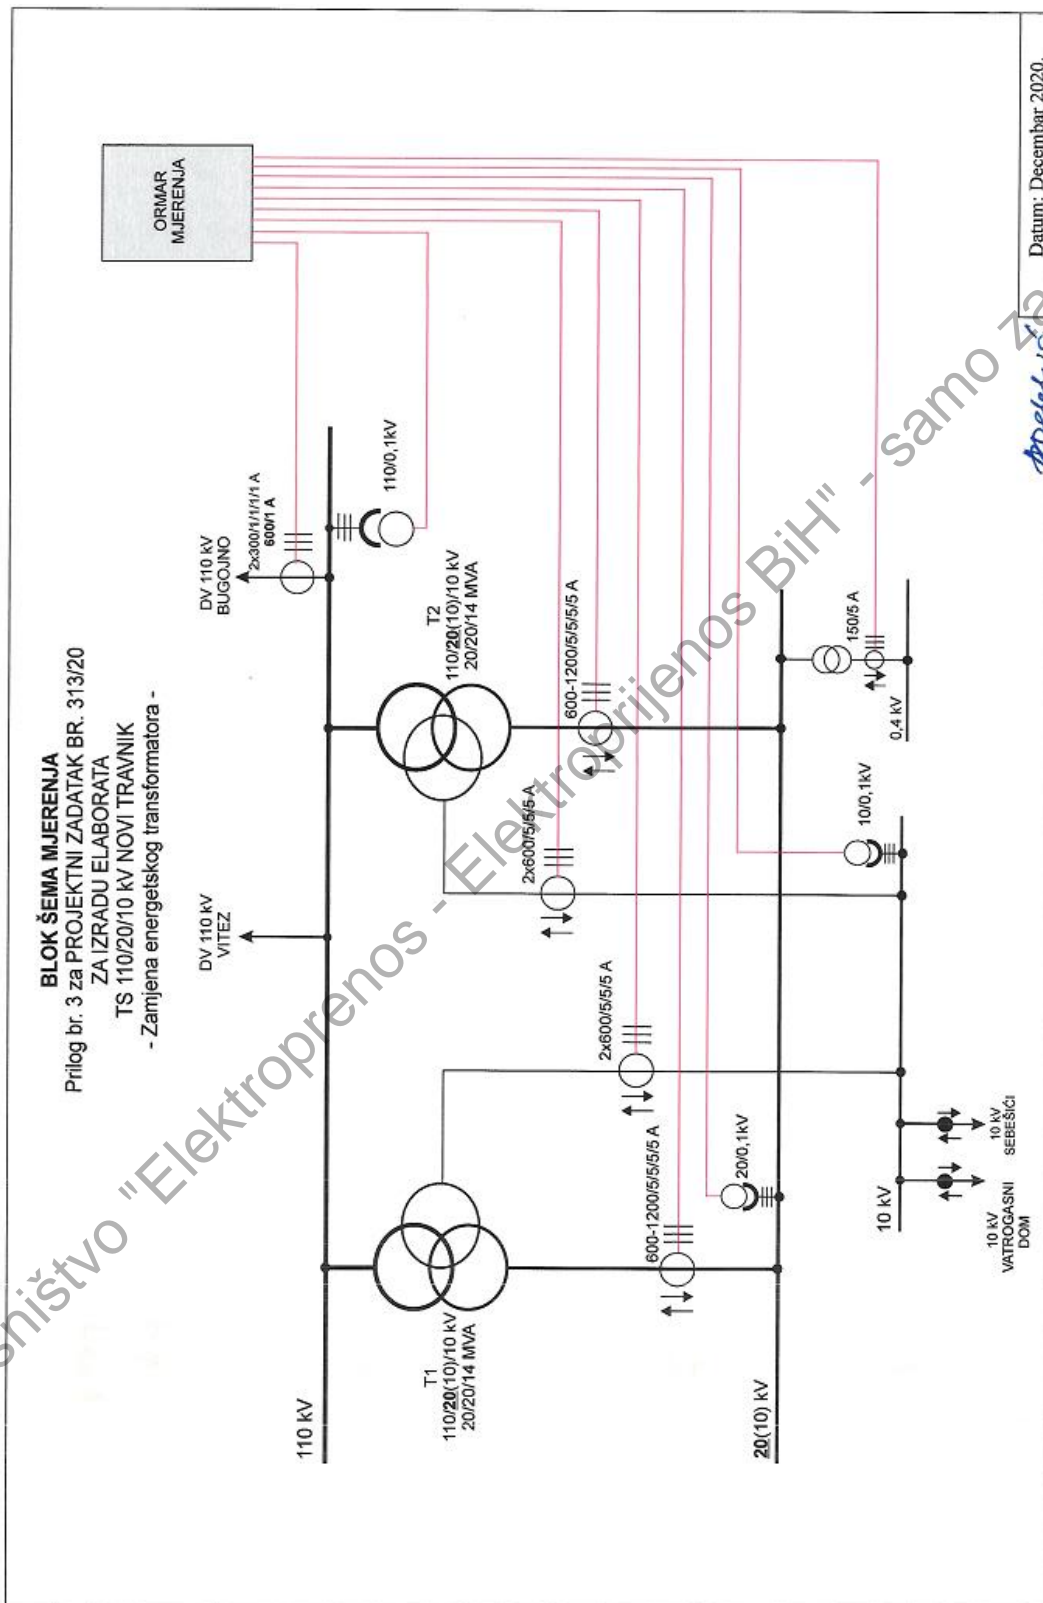 BLOK ŠEMA MJERENJA
Prilog br. 3 za PROJEKTNI ZADATAK BR. 313/20
ZA IZRADU ELABORATA
TS 110/20/10 kV NOVI TRAVNIK
- Zamjena energetskog transformatora -
ORMAR
MJERENJA
DV 110 kV
VITEZ
DV 110 kV
BUGOJNO
2x300/1/1/1/1 A
600/1 A
110 kV
110/0,1kV
T1
110/20(10)/10 kV
20/20/14 MVA
T2
110/20(10)/10 kV
20/20/14 MVA
2x600/5/5/5 A
600-1200/5/5/5/5 A
2x600/5/5/5 A
600-1200/5/5/5/5 A
20/0,1kV
20(10) kV
150/5 A
10/0,1kV
0,4 kV
10 kV
10 kV
VATROGASNI
DOM
10 kV
SEBEŠIĆI
Datum: Decembar 2020.
sništvo "Elektroprenos - Elektroprijenos BiH" - samo za